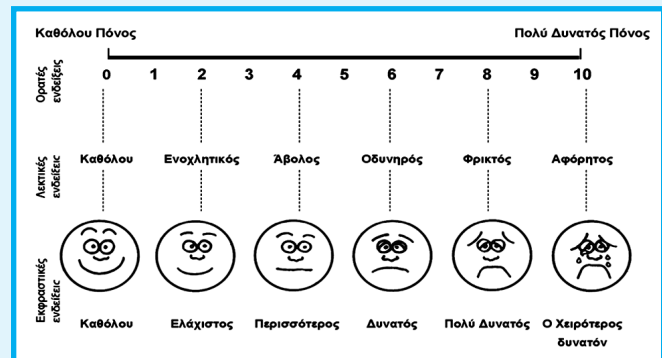 Καθόλου Πόνος Πολύ Δυνατός Πόνος
Ορατές
ενδείξεις
0 1 2 3 4 5 6 7 8 9 10
Λεκτικές
ενδείξεις
Καθόλου Ενοχλητικός Άβολος Οδυνηρός Φρικτός Αφόρητος
Εκφραστικές
ενδείξεις
Καθόλου Ελάχιστος Περισσότερος Δυνατός Πολύ Δυνατός Ο Χειρότερος
δυνατόν